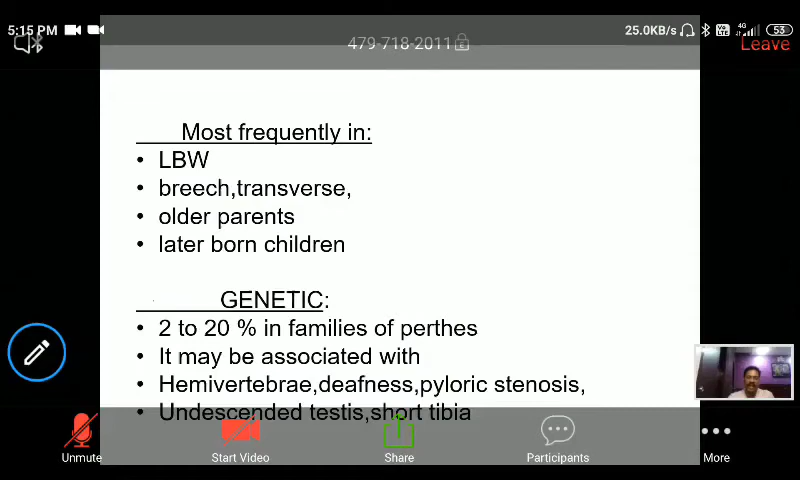 5:15 PM
25.0KB/s
4G
53
479-718-2011
Leave
Most frequently in:
• LBW
• breech,transverse,
• older parents
• later born children
GENETIC:
• 2 to 20 % in families of perthes
• It may be associated with
• Hemivertebrae,deafness,pyloric stenosis,
• Undescended testis,short tibia
Unmute
Start Video
Share
Participants
More